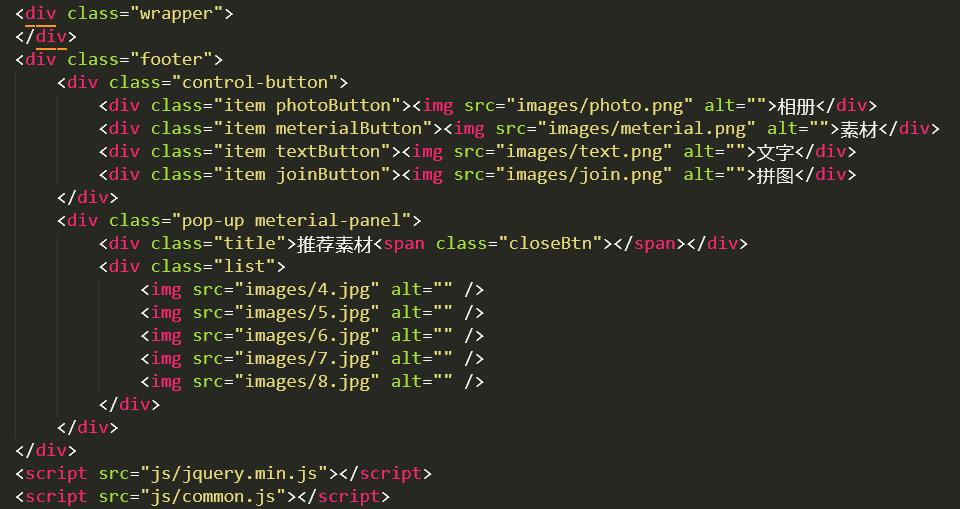 <div class="wrapper">
</div>
<div class="footer">
    <div class="control-button">
        <div class="item photoButton"><img src="images/photo.png" alt="">相册</div>
        <div class="item meterialButton"><img src="images/meterial.png" alt="">素材</div>
        <div class="item textButton"><img src="images/text.png" alt="">文字</div>
        <div class="item joinButton"><img src="images/join.png" alt="">拼图</div>
    </div>
    <div class="pop-up meterial-panel">
        <div class="title">推荐素材<span class="closeBtn"></span></div>
        <div class="list">
            <img src="images/4.jpg" alt="" />
            <img src="images/5.jpg" alt="" />
            <img src="images/6.jpg" alt="" />
            <img src="images/7.jpg" alt="" />
            <img src="images/8.jpg" alt="" />
        </div>
    </div>
</div>
<script src="js/jquery.min.js"></script>
<script src="js/common.js"></script>